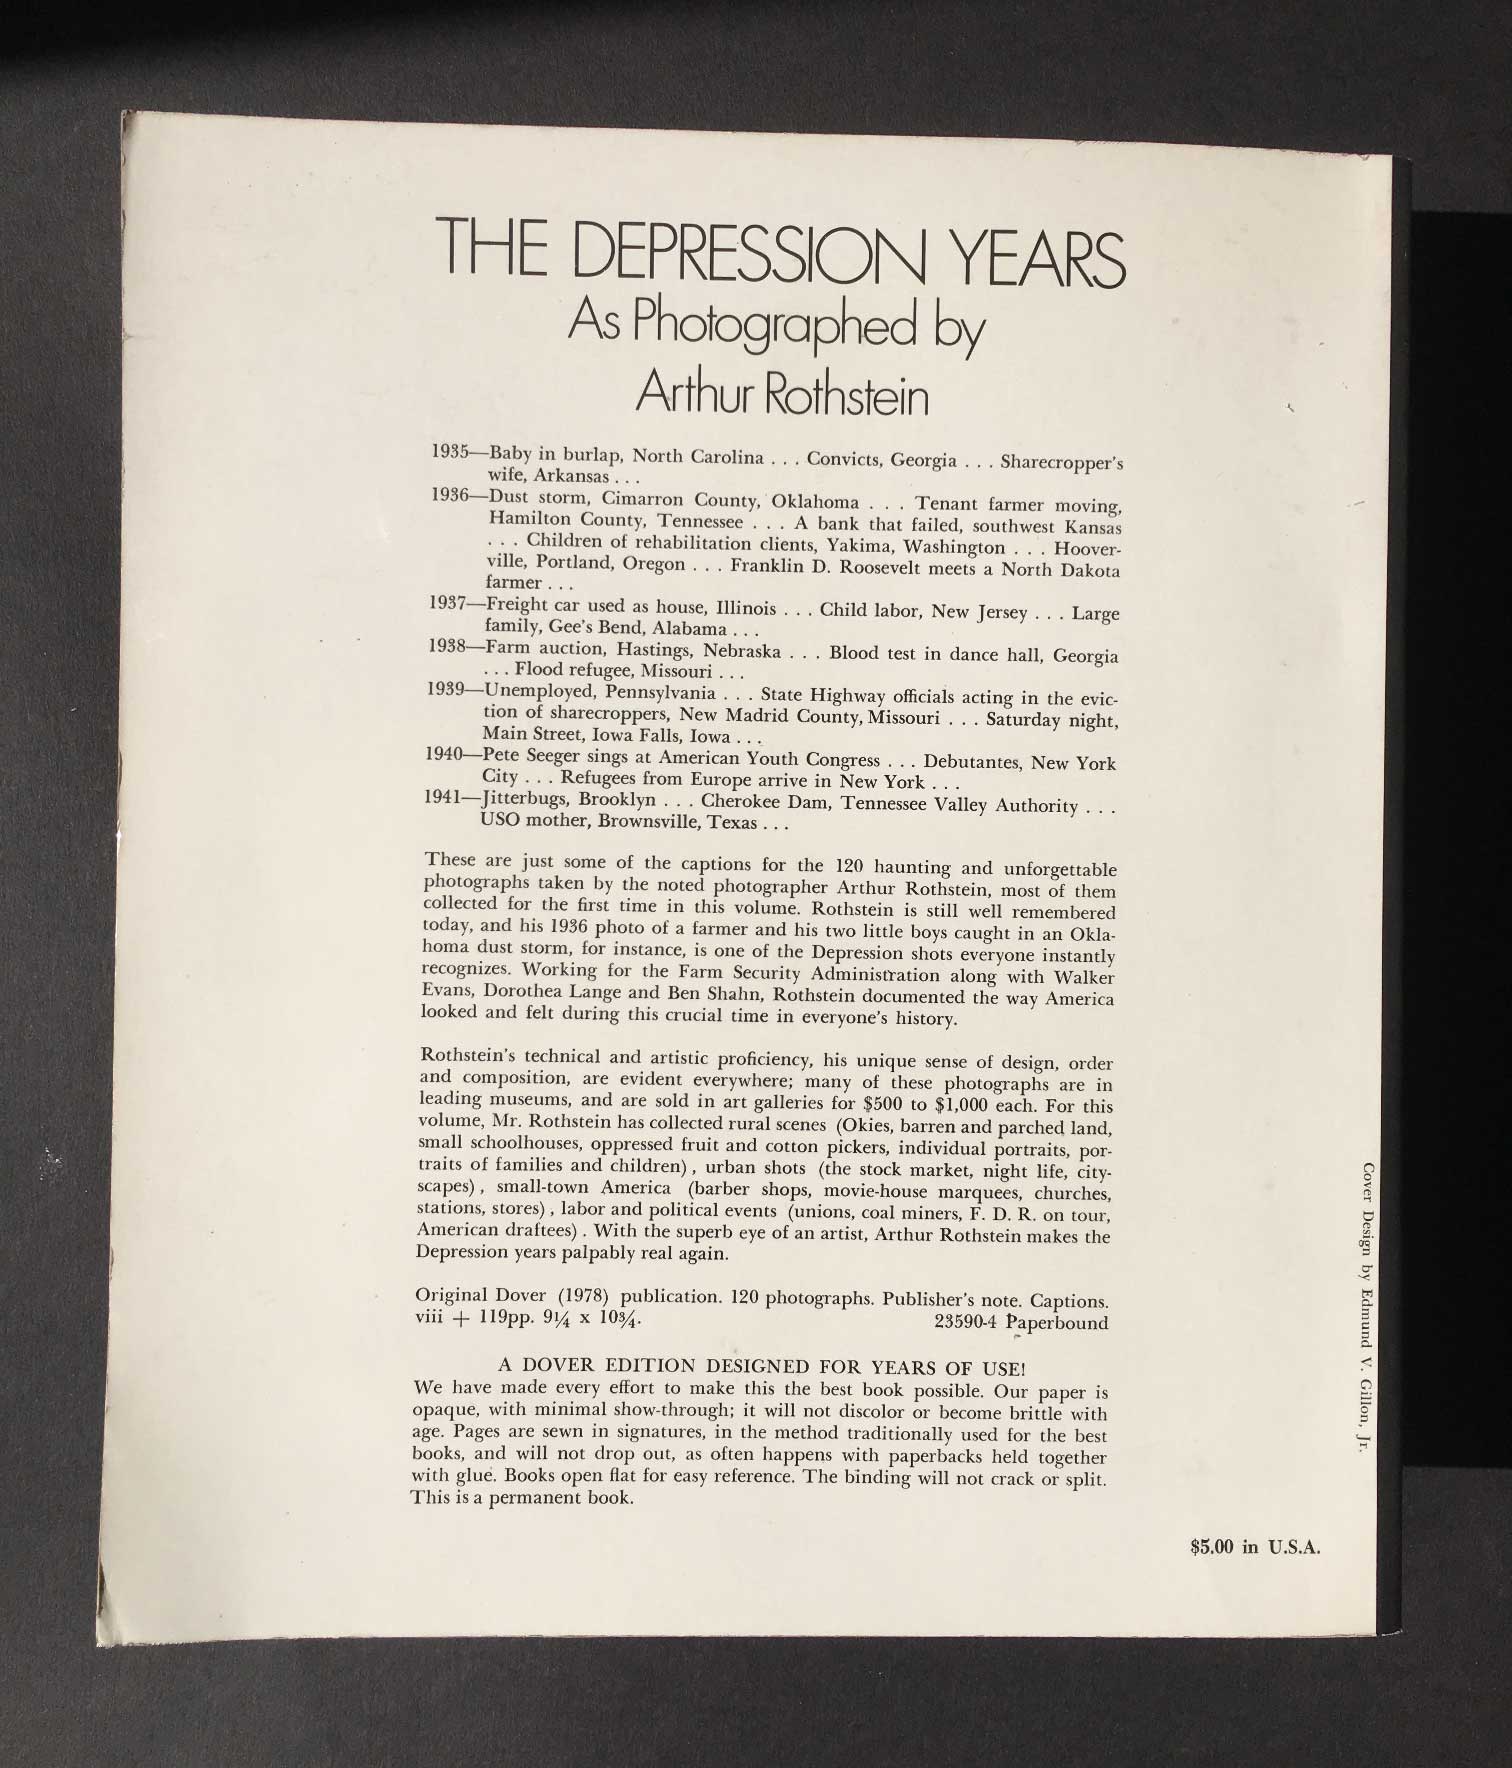 THE DEPRESSION YEARS
As Photographed by
Arthur Rothstein
1935—Baby in burlap, North Carolina . . . Convicts, Georgia . . . Sharecropper's
wife, Arkansas . . .
1936—Dust storm, Cimarron County, Oklahoma . . . Tenant farmer moving,
Hamilton County, Tennessee . . . A bank that failed, southwest Kansas
. . . Children of rehabilitation clients, Yakima, Washington . . . Hoover-
ville, Portland, Oregon . . . Franklin D. Roosevelt meets a North Dakota
farmer . . .
1937—Freight car used as house, Illinois . . . Child labor, New Jersey . . . Large
family, Gee's Bend, Alabama . . .
1938—Farm auction, Hastings, Nebraska . . . Blood test in dance hall, Georgia
. . . Flood refugee, Missouri . . .
1939—Unemployed, Pennsylvania . . . State Highway officials acting in the evic-
tion of sharecroppers, New Madrid County, Missouri . . . Saturday night,
Main Street, Iowa Falls, Iowa . . .
1940—Pete Seeger sings at American Youth Congress . . . Debutantes, New York
City . . . Refugees from Europe arrive in New York . . .
1941—Jitterbugs, Brooklyn . . . Cherokee Dam, Tennessee Valley Authority . . .
USO mother, Brownsville, Texas . . .
These are just some of the captions for the 120 haunting and unforgettable
photographs taken by the noted photographer Arthur Rothstein, most of them
collected for the first time in this volume. Rothstein is still well remembered
today, and his 1936 photo of a farmer and his two little boys caught in an Okla-
homa dust storm, for instance, is one of the Depression shots everyone instantly
recognizes. Working for the Farm Security Administration along with Walker
Evans, Dorothea Lange and Ben Shahn, Rothstein documented the way America
looked and felt during this crucial time in everyone's history.
Rothstein's technical and artistic proficiency, his unique sense of design, order
and composition, are evident everywhere; many of these photographs are in
leading museums, and are sold in art galleries for $500 to $1,000 each. For this
volume, Mr. Rothstein has collected rural scenes (Okies, barren and parched land,
small schoolhouses, oppressed fruit and cotton pickers, individual portraits, por-
traits of families and children), urban shots (the stock market, night life, city-
scapes), small-town America (barber shops, movie-house marquees, churches,
stations, stores), labor and political events (unions, coal miners, F. D. R. on tour,
American draftees). With the superb eye of an artist, Arthur Rothstein makes the
Depression years palpably real again.
Original Dover (1978) publication. 120 photographs. Publisher's note. Captions.
viii + 119pp. 9¼ x 10¾. 23590-4 Paperbound
A DOVER EDITION DESIGNED FOR YEARS OF USE!
We have made every effort to make this the best book possible. Our paper is
opaque, with minimal show-through; it will not discolor or become brittle with
age. Pages are sewn in signatures, in the method traditionally used for the best
books, and will not drop out, as often happens with paperbacks held together
with glue. Books open flat for easy reference. The binding will not crack or split.
This is a permanent book.
$5.00 in U.S.A.
Cover Design by Edmund V. Gillon, Jr.